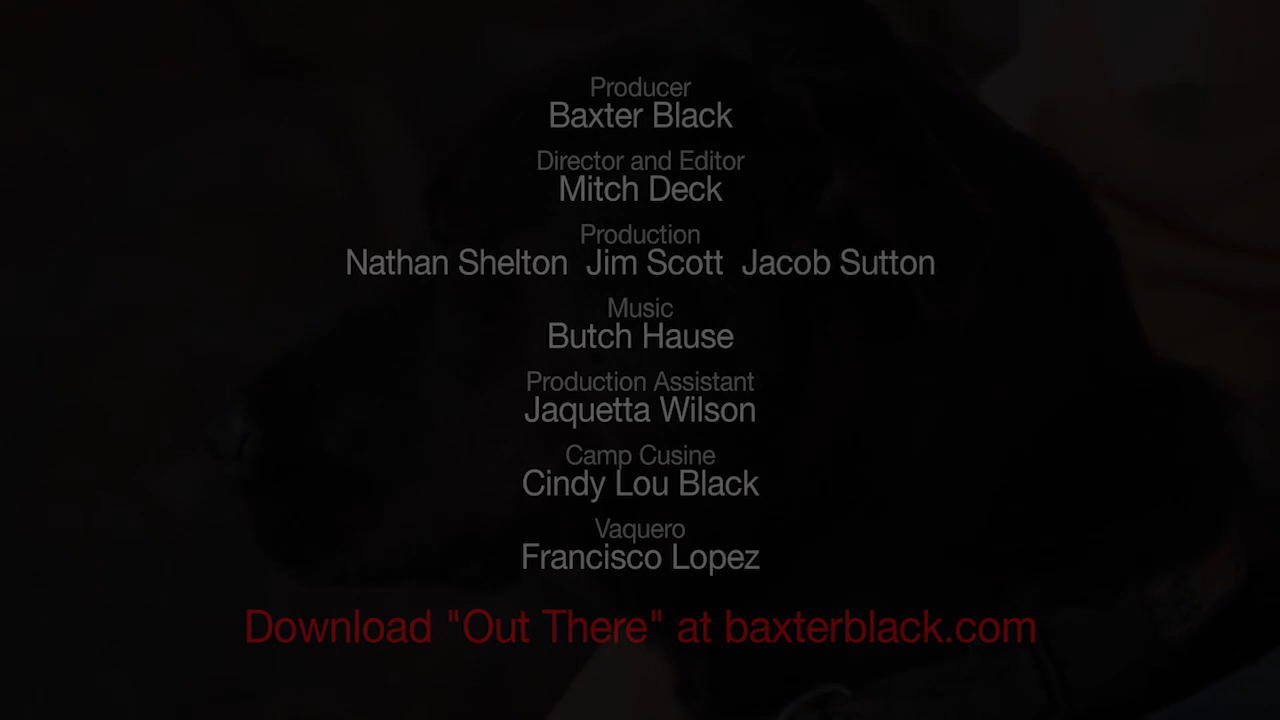 Producer
Baxter Black
Director and Editor
Mitch Deck
Production
Nathan Shelton Jim Scott Jacob Sutton
Music
Butch Hause
Production Assistant
Jaquetta Wilson
Camp Cusine
Cindy Lou Black
Vaquero
Francisco Lopez
Download "Out There" at baxterblack.com